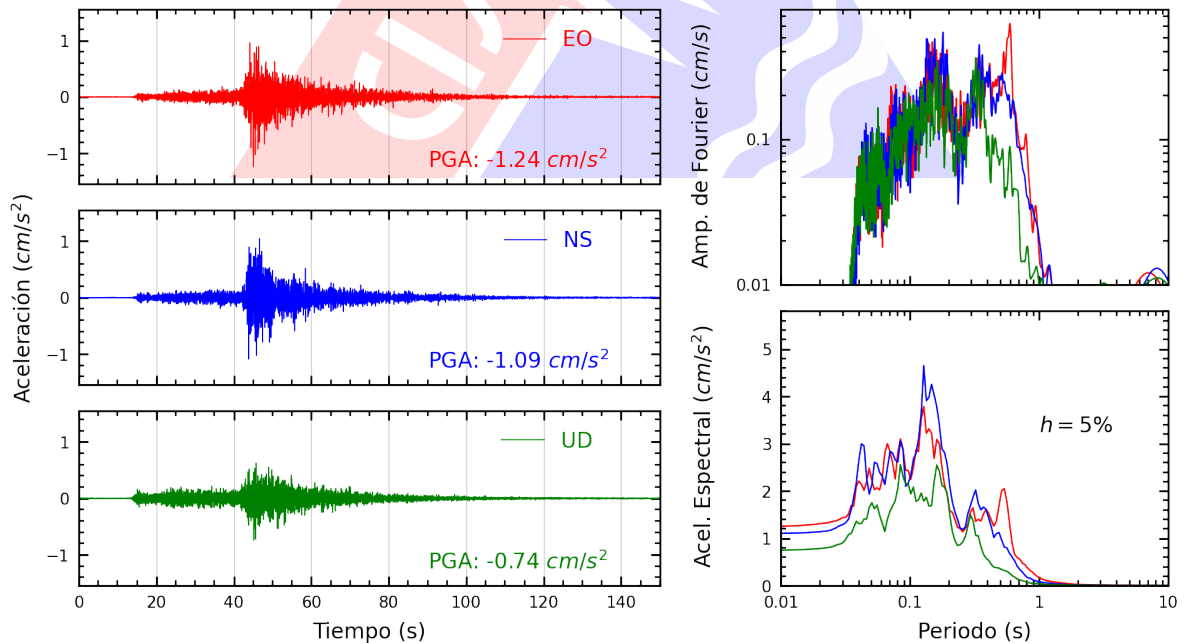 Aceleración (cm/s²)
1
0
−1
EO
PGA: -1.24 cm/s²
1
0
−1
NS
PGA: -1.09 cm/s²
1
0
−1
UD
PGA: -0.74 cm/s²
0 20 40 60 80 100 120 140
Tiempo (s)
Amp. de Fourier (cm/s)
0.1
0.01
Acel. Espectral (cm/s²)
5
4
3
2
1
0
h = 5%
0.01 0.1 1 10
Periodo (s)